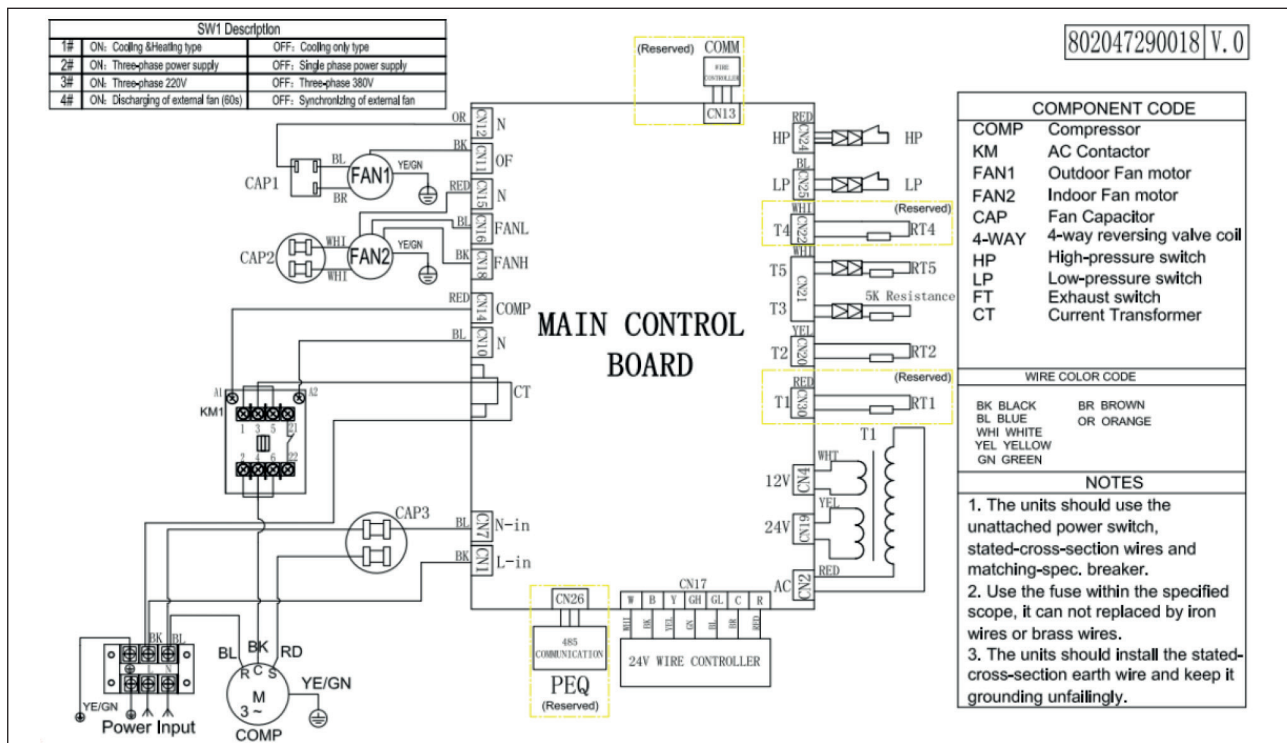 SW1 Description
1# ON: Cooling &Heating type OFF: Cooling only type
2# ON: Three-phase power supply OFF: Single phase power supply
3# ON: Three-phase 220V OFF: Three-phase 380V
4# ON: Discharging of external fan (60s) OFF: Synchronizing of external fan
(Reserved) COMM
WIRE
CONTROLLER
CN13
802047290018 V.0
OR CN12 N
BK CN11 OF
BL FAN1 YE/GN
CAP1
BR
RED CN15 N
BL CN16 FANL
WHI FAN2 YE/GN
CAP2
WHI
BK CN18 FANH
RED CN14 COMP
BL CN10 N
CT
A1 A2
KM1
1 3 5 21
2 4 6 22
CAP3
BL CN7 N-in
BK CN1 L-in
MAIN CONTROL
BOARD
RED
HP CN24 HP
BL
LP CN25 LP
WHI (Reserved)
T4 CN22 RT4
WHI
T5 RT5
CN21
5K Resistance
T3
YEL
T2 CN20 RT2
RED (Reserved)
T1 CN30 RT1
T1
WHT
12V CN4
YEL
24V CN19
RED
AC CN2
CN17
W B Y GH GL C R
WHI BK YEL GN BL BR RED
24V WIRE CONTROLLER
CN26
485
COMMUNICATION
PEQ
(Reserved)
BK BL
L N
YE/GN
Power Input
BL BK RD
R C S
M
3 ~
YE/GN
COMP
COMPONENT CODE
COMP Compressor
KM AC Contactor
FAN1 Outdoor Fan motor
FAN2 Indoor Fan motor
CAP Fan Capacitor
4-WAY 4-way reversing valve coil
HP High-pressure switch
LP Low-pressure switch
FT Exhaust switch
CT Current Transformer
WIRE COLOR CODE
BK BLACK BR BROWN
BL BLUE OR ORANGE
WHI WHITE
YEL YELLOW
GN GREEN
NOTES
1. The units should use the
unattached power switch,
stated-cross-section wires and
matching-spec. breaker.
2. Use the fuse within the specified
scope, it can not replaced by iron
wires or brass wires.
3. The units should install the stated-
cross-section earth wire and keep it
grounding unfailingly.